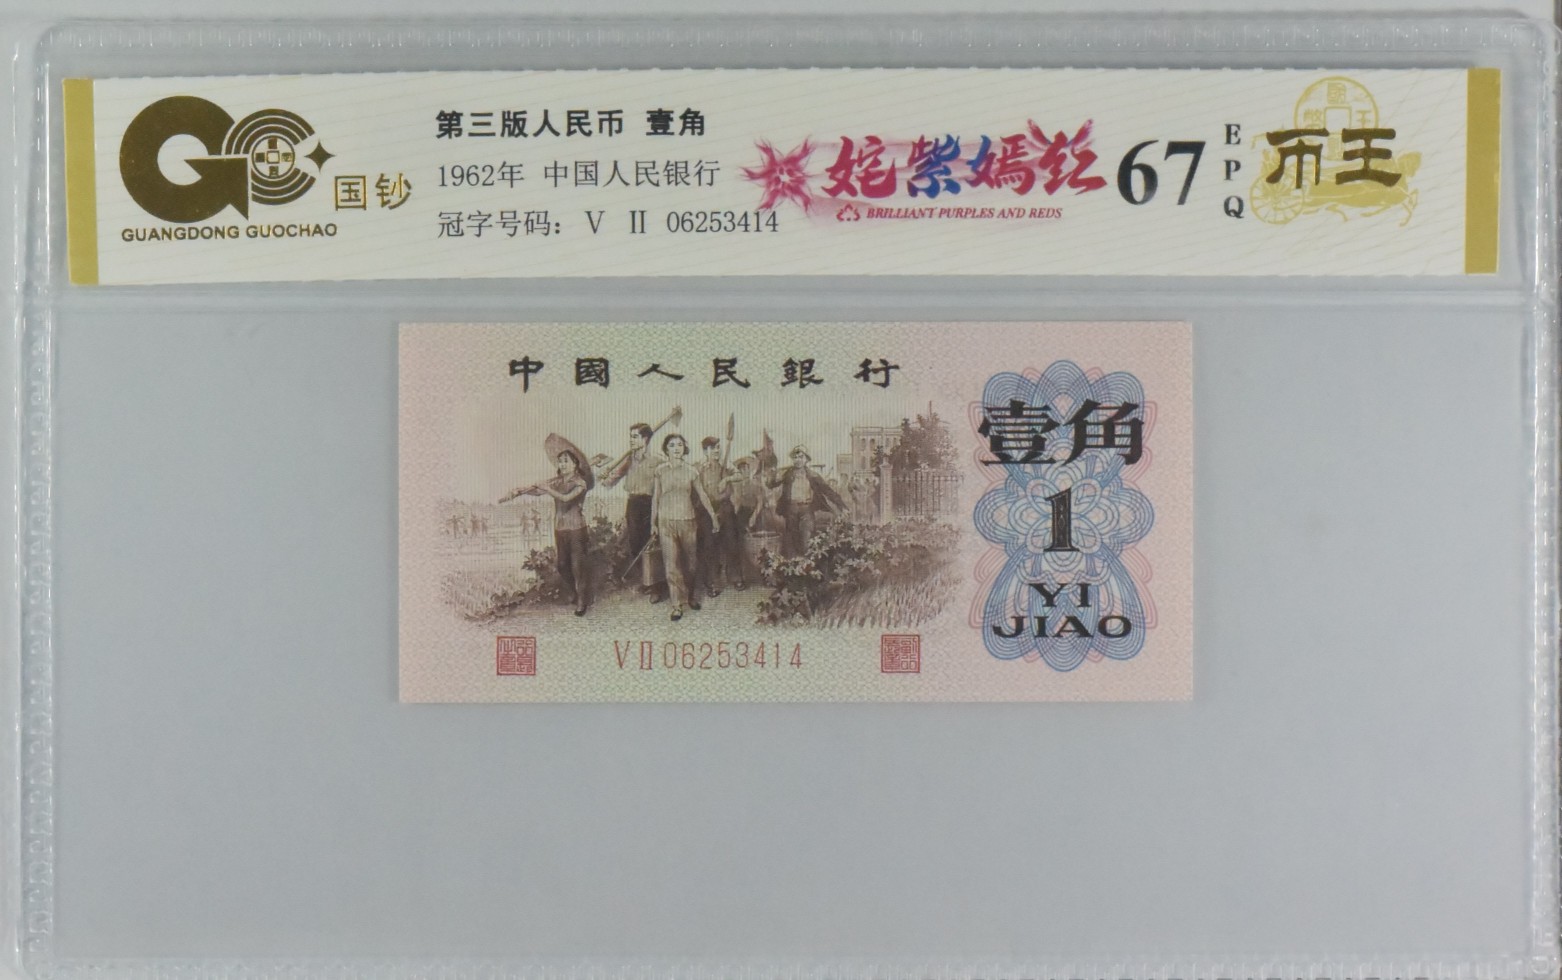 国钞
GUANGDONG GUOCHAO
第三版人民币 壹角
1962年 中国人民银行
冠字号码: V II 06253414
姹紫嫣红
BRILLIANT PURPLES AND REDS
67
EPQ
币王
中國人民銀行
壹角
1
YI
JIAO
V II 06253414